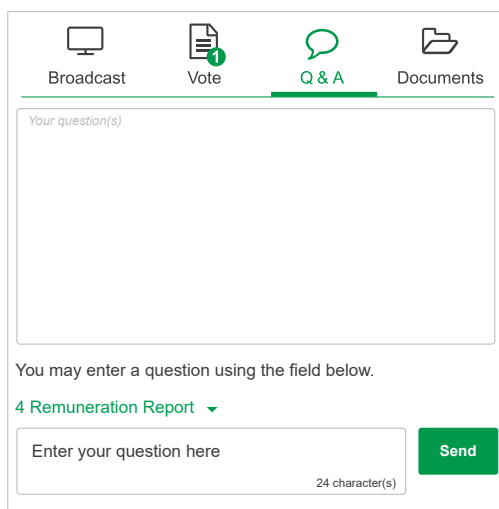 1
Broadcast Vote Q & A Documents
Your question(s)
You may enter a question using the field below.
4 Remuneration Report
Enter your question here
Send
24 character(s)